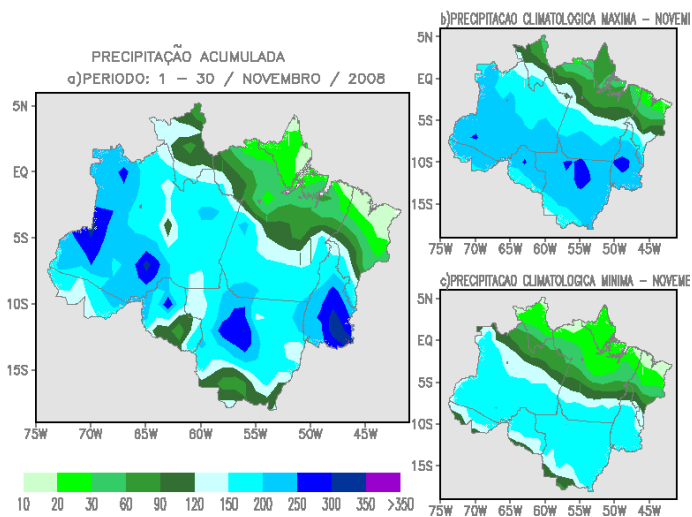 PRECIPITAÇÃO ACUMULADA
a)PERIODO: 1 – 30 / NOVEMBRO / 2008
5N
EQ
5S
10S
15S
75W 70W 65W 60W 55W 50W 45W
10 20 30 60 90 120 150 200 250 300 350 >350
b)PRECIPITACAO CLIMATOLOGICA MAXIMA – NOVEM
5N
EQ
5S
10S
15S
75W 70W 65W 60W 55W 50W 45W
c)PRECIPITACAO CLIMATOLOGICA MINIMA – NOVEME
5N
EQ
5S
10S
15S
75W 70W 65W 60W 55W 50W 45W